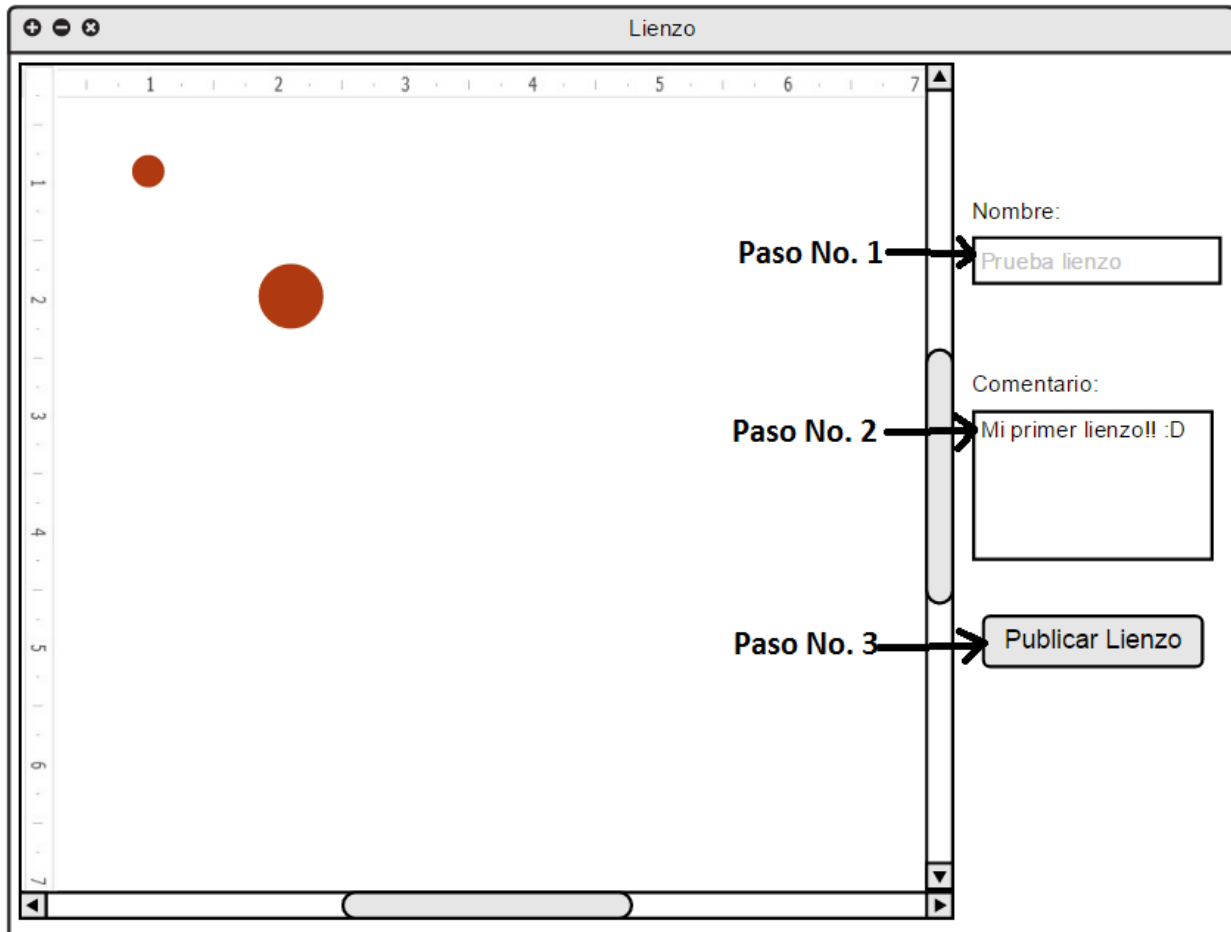 Lienzo
1 2 3 4 5 6 7
1
2
3
4
5
6
7
Nombre:
Paso No. 1
Prueba lienzo
Comentario:
Paso No. 2
Mi primer lienzo!! :D
Paso No. 3
Publicar Lienzo